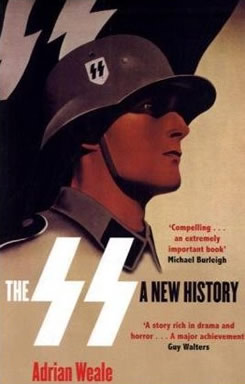 'Compelling . . .
an extremely
important book'
Michael Burleigh
THE SS A NEW HISTORY
'A story rich in drama and
horror . . . A major achievement'
Guy Walters
Adrian Weale